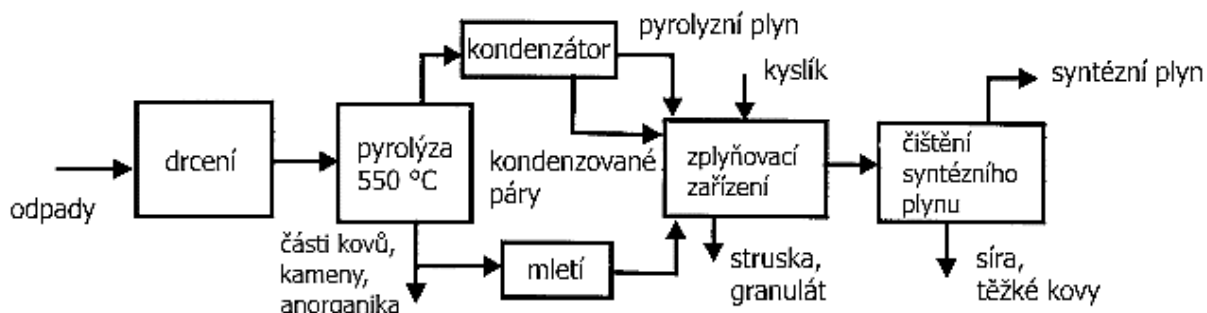 odpady
drcení
pyrolýza
550 °C
kondenzátor
pyrolyzní plyn
kondenzované
páry
části kovů,
kameny,
anorganika
mletí
kyslík
zplyňovací
zařízení
struska,
granulát
čištění
syntézního
plynu
syntézní plyn
síra,
těžké kovy